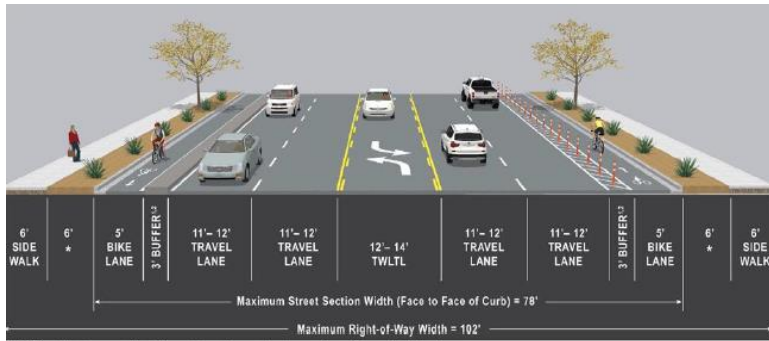 6'
SIDE
WALK
6'
*
5'
BIKE
LANE
3' BUFFER1,2
11'– 12'
TRAVEL
LANE
11'– 12'
TRAVEL
LANE
12'– 14'
TWLTL
11'– 12'
TRAVEL
LANE
11'– 12'
TRAVEL
LANE
3' BUFFER1,2
5'
BIKE
LANE
6'
*
6'
SIDE
WALK
Maximum Street Section Width (Face to Face of Curb) = 78'
Maximum Right-of-Way Width = 102'